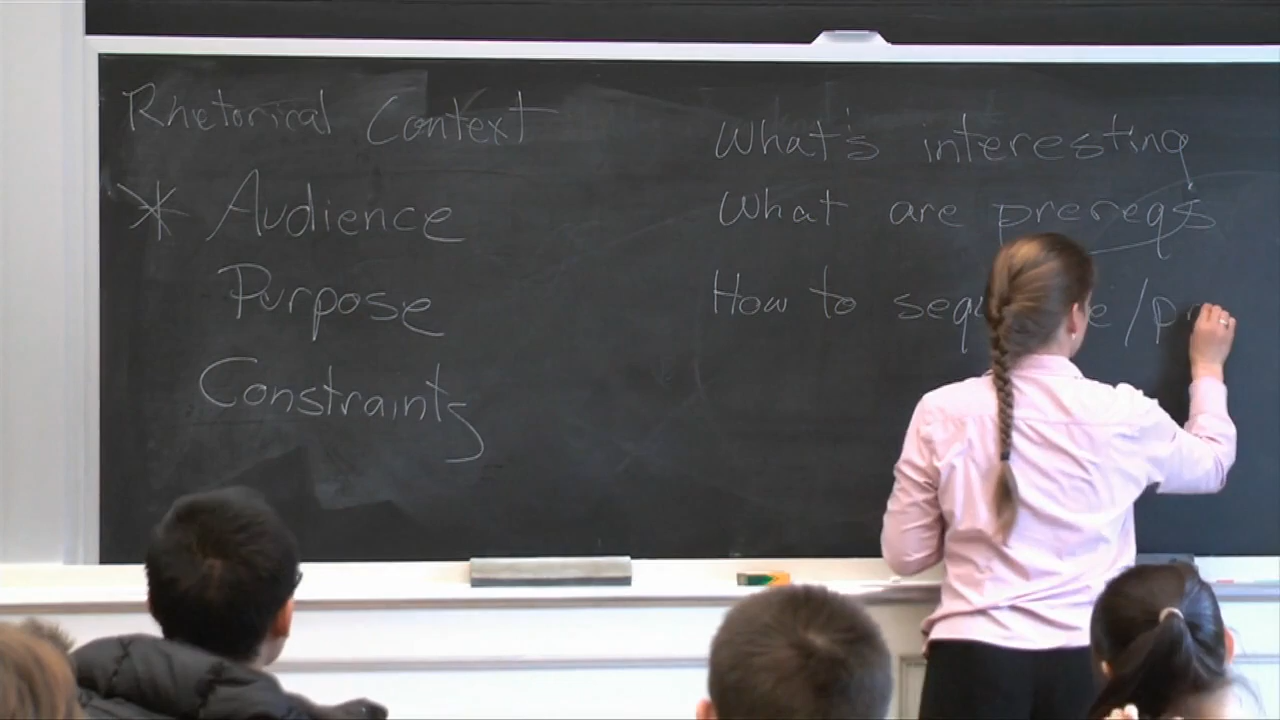 Rhetorical Context
* Audience
Purpose
Constraints
What's interesting
What are prereqs
How to